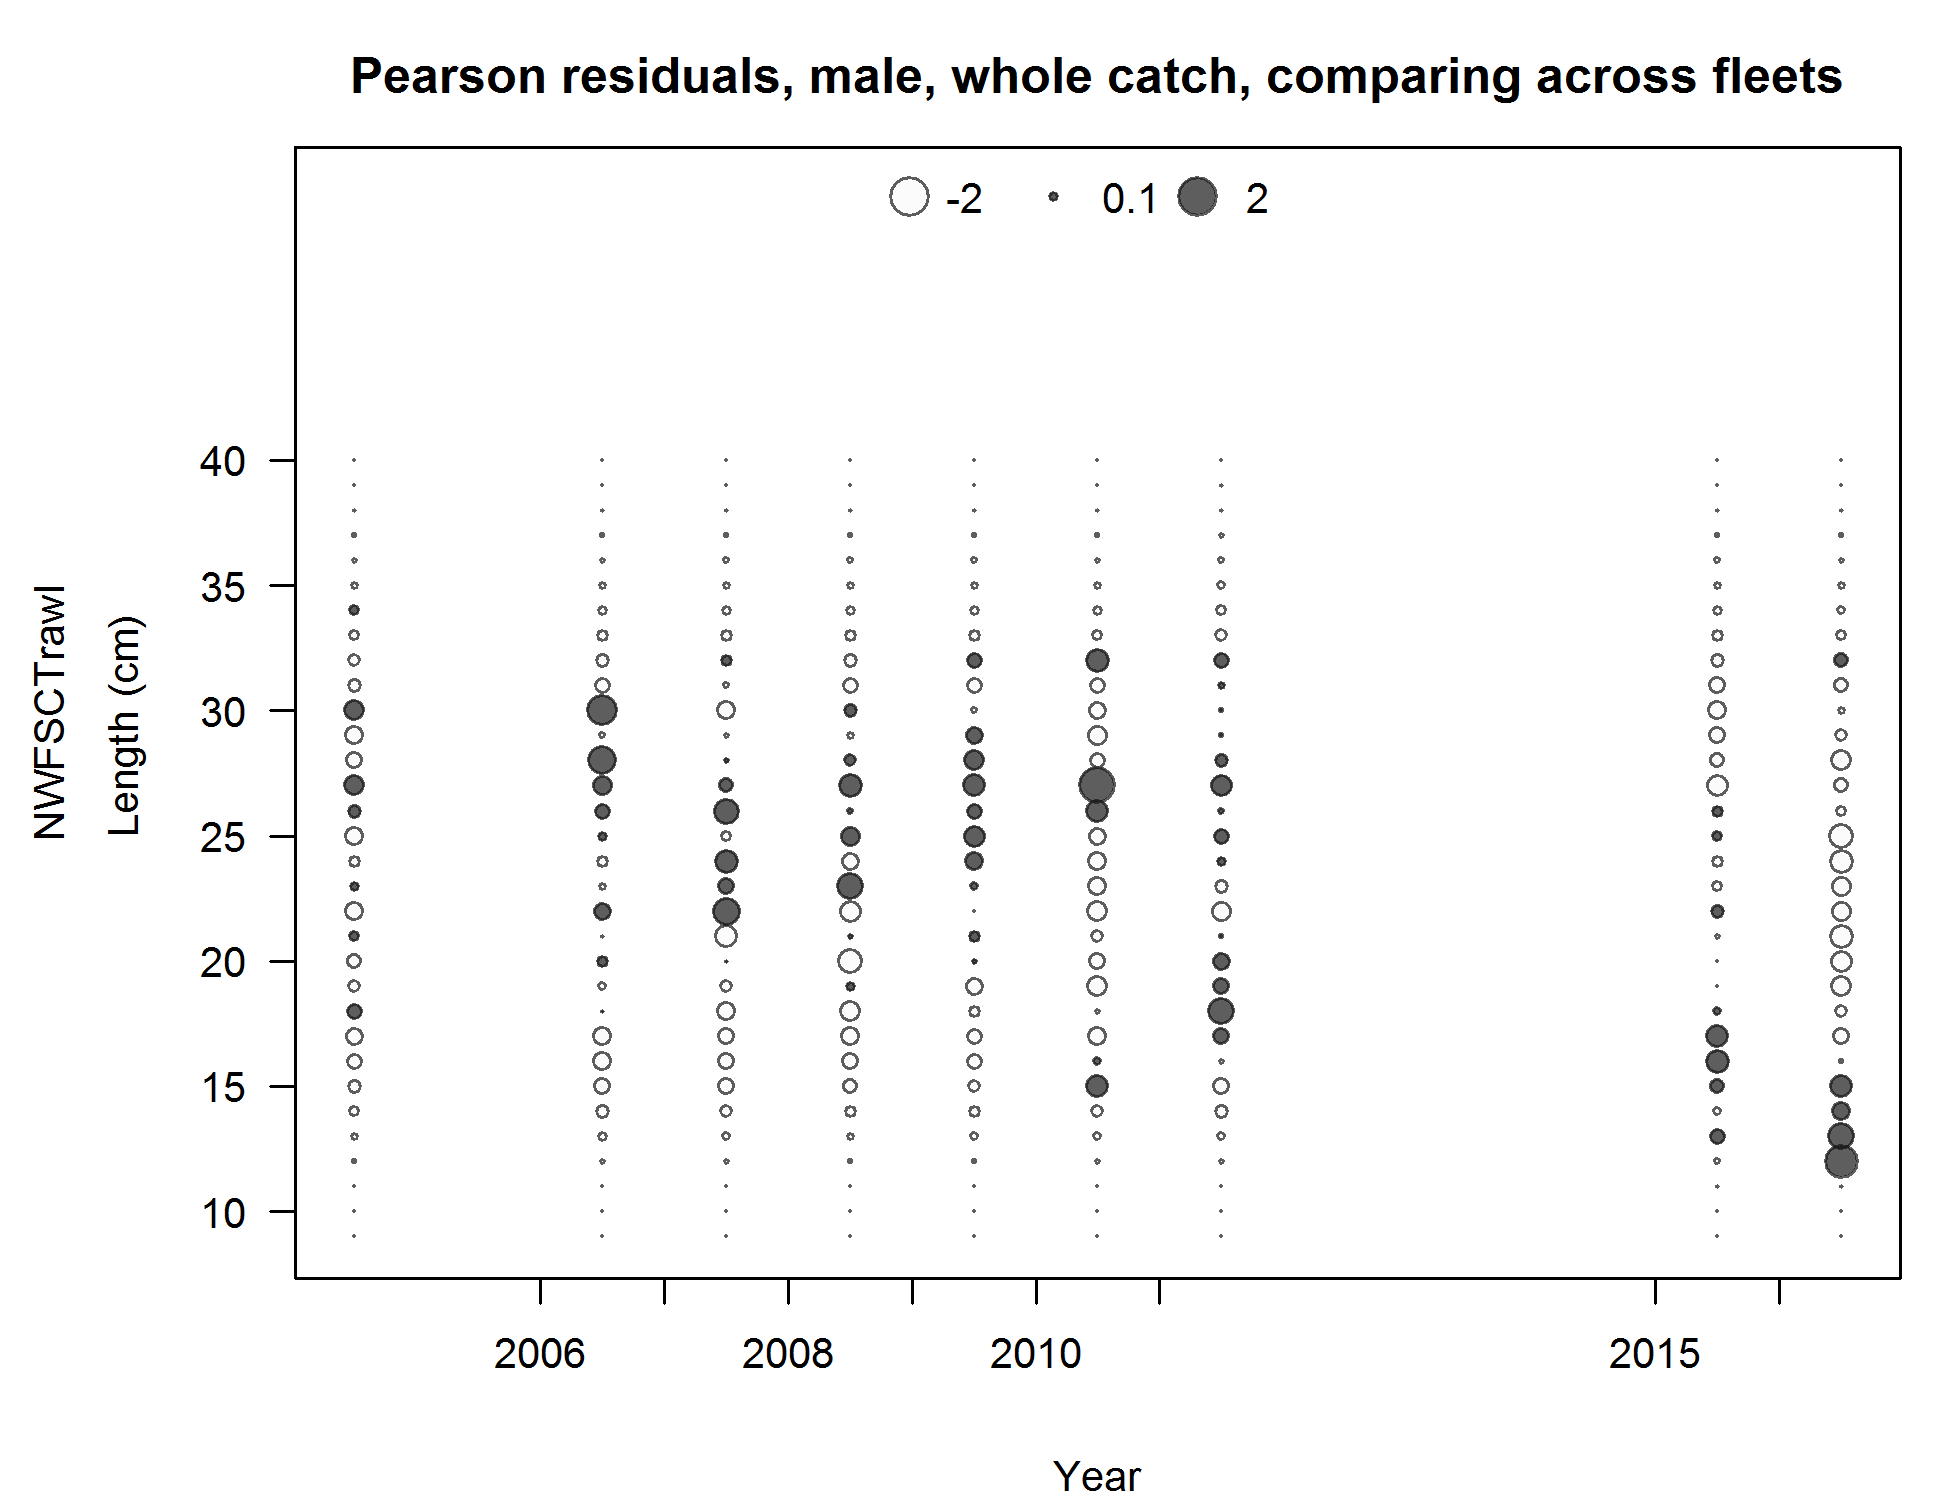 Pearson residuals, male, whole catch, comparing across fleets
-2 0.1 2
NWFSCTrawl
Length (cm)
40
35
30
25
20
15
10
2006 2008 2010 2015
Year